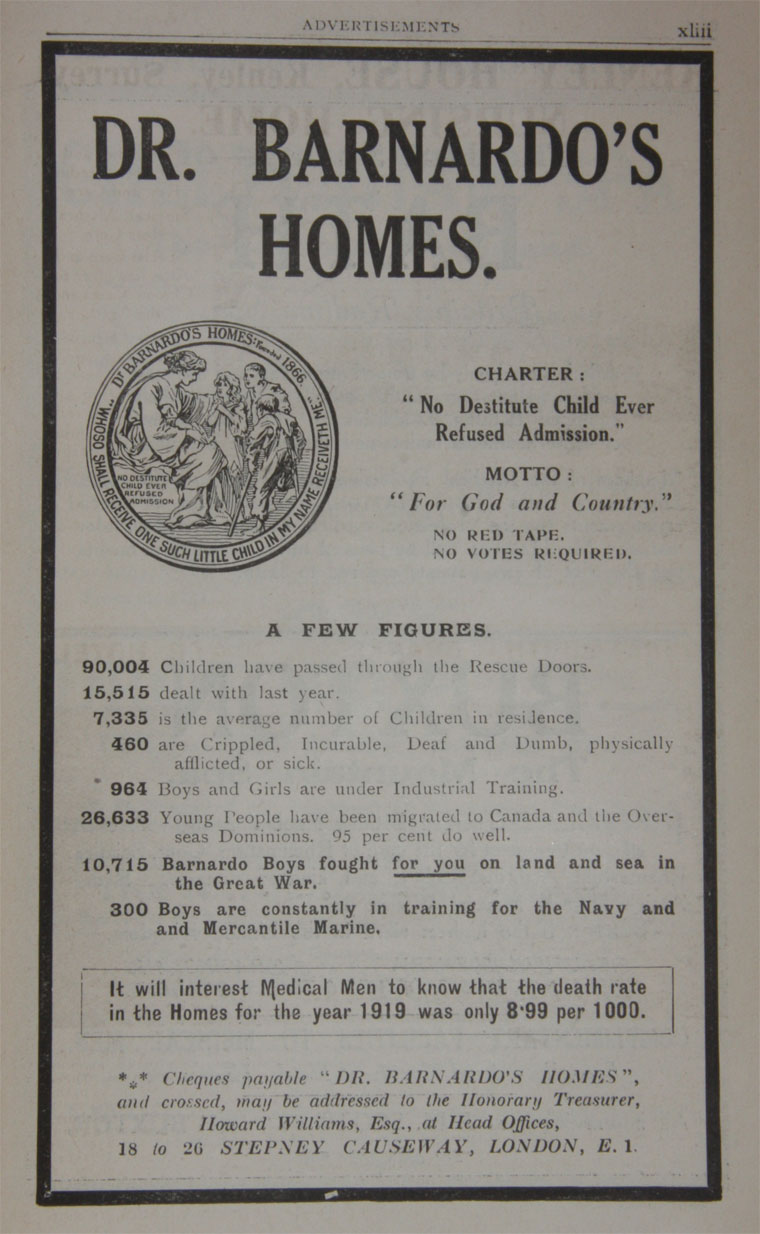 ADVERTISEMENTS xliii
DR. BARNARDO'S
HOMES.
Dr BARNARDO'S HOMES: Founded 1866.
"WHOSO SHALL RECEIVE ONE SUCH LITTLE CHILD IN MY NAME RECEIVETH ME."
NO DESTITUTE
CHILD EVER
REFUSED
ADMISSION
CHARTER :
"No Destitute Child Ever
Refused Admission."
MOTTO :
"For God and Country."
NO RED TAPE.
NO VOTES REQUIRED.
A FEW FIGURES.
90,004 Children have passed through the Rescue Doors.
15,515 dealt with last year.
7,335 is the average number of Children in residence.
460 are Crippled, Incurable, Deaf and Dumb, physically
afflicted, or sick.
964 Boys and Girls are under Industrial Training.
26,633 Young People have been migrated to Canada and the Over-
seas Dominions. 95 per cent do well.
10,715 Barnardo Boys fought for you on land and sea in
the Great War.
300 Boys are constantly in training for the Navy and
and Mercantile Marine.
It will interest Medical Men to know that the death rate
in the Homes for the year 1919 was only 8·99 per 1000.
*** Cheques payable "DR. BARNARDO'S HOMES",
and crossed, may be addressed to the Honorary Treasurer,
Howard Williams, Esq., at Head Offices,
18 to 26 STEPNEY CAUSEWAY, LONDON, E. 1.